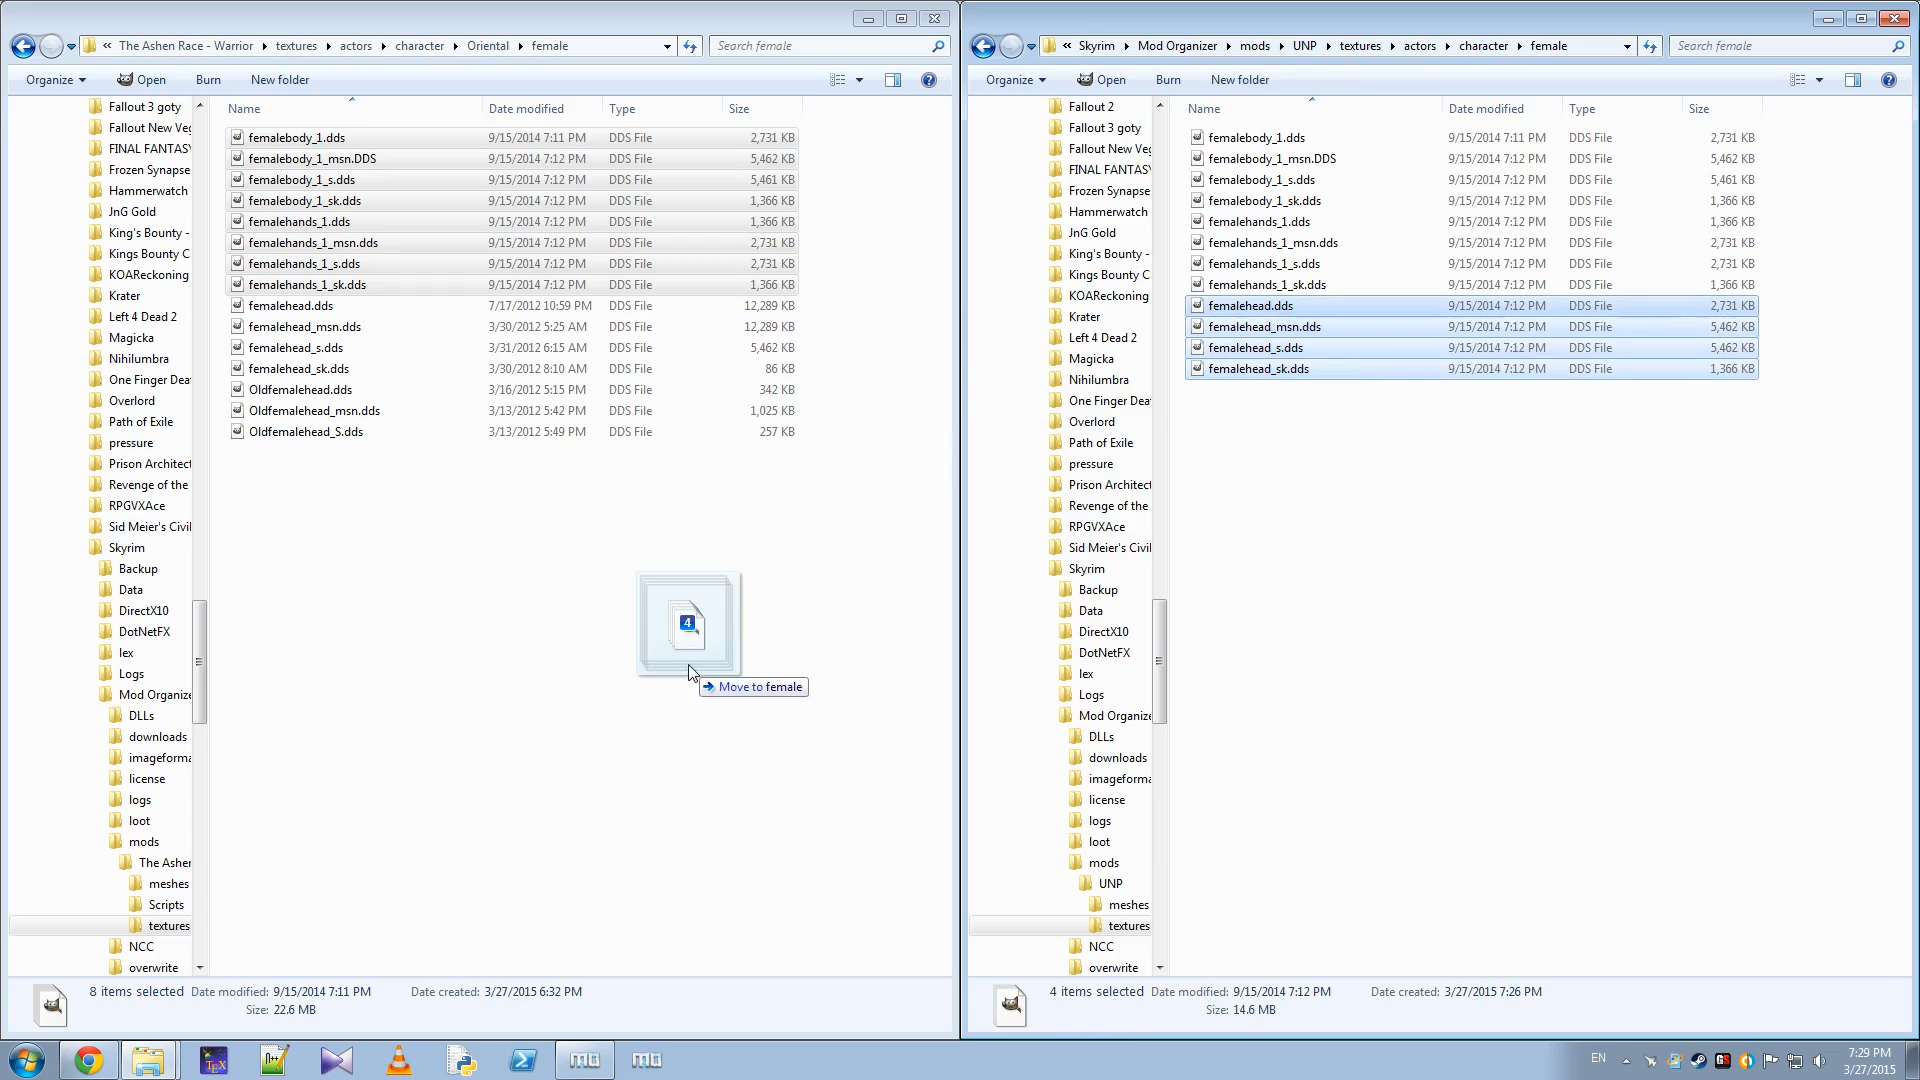 « The Ashen Race - Warrior textures actors character Oriental female
Search female
Organize Open Burn New folder
Fallout 3 goty
Fallout New Veg
FINAL FANTASY
Frozen Synapse
Hammerwatch
JnG Gold
King's Bounty -
Kings Bounty C
KOAReckoning
Krater
Left 4 Dead 2
Magicka
Nihilumbra
One Finger Dea
Overlord
Path of Exile
pressure
Prison Architect
Revenge of the
RPGVXAce
Sid Meier's Civil
Skyrim
Backup
Data
DirectX10
DotNetFX
lex
Logs
Mod Organize
DLLs
downloads
imageforma
license
logs
loot
mods
The Asher
meshes
Scripts
textures
NCC
overwrite
Name Date modified Type Size
femalebody_1.dds 9/15/2014 7:11 PM DDS File 2,731 KB
femalebody_1_msn.DDS 9/15/2014 7:12 PM DDS File 5,462 KB
femalebody_1_s.dds 9/15/2014 7:12 PM DDS File 5,461 KB
femalebody_1_sk.dds 9/15/2014 7:12 PM DDS File 1,366 KB
femalehands_1.dds 9/15/2014 7:12 PM DDS File 1,366 KB
femalehands_1_msn.dds 9/15/2014 7:12 PM DDS File 2,731 KB
femalehands_1_s.dds 9/15/2014 7:12 PM DDS File 2,731 KB
femalehands_1_sk.dds 9/15/2014 7:12 PM DDS File 1,366 KB
femalehead.dds 7/17/2012 10:59 PM DDS File 12,289 KB
femalehead_msn.dds 3/30/2012 5:25 AM DDS File 12,289 KB
femalehead_s.dds 3/31/2012 6:15 AM DDS File 5,462 KB
femalehead_sk.dds 3/30/2012 8:10 AM DDS File 86 KB
Oldfemalehead.dds 3/16/2012 5:15 PM DDS File 342 KB
Oldfemalehead_msn.dds 3/13/2012 5:42 PM DDS File 1,025 KB
Oldfemalehead_S.dds 3/13/2012 5:49 PM DDS File 257 KB
4
Move to female
8 items selected Date modified: 9/15/2014 7:11 PM Date created: 3/27/2015 6:32 PM
Size: 22.6 MB
« Skyrim Mod Organizer mods UNP textures actors character female
Search female
Organize Open Burn New folder
Fallout 2
Fallout 3 goty
Fallout New Veg
FINAL FANTASY
Frozen Synapse
Hammerwatch
JnG Gold
King's Bounty -
Kings Bounty C
KOAReckoning
Krater
Left 4 Dead 2
Magicka
Nihilumbra
One Finger Dea
Overlord
Path of Exile
pressure
Prison Architect
Revenge of the
RPGVXAce
Sid Meier's Civil
Skyrim
Backup
Data
DirectX10
DotNetFX
lex
Logs
Mod Organize
DLLs
downloads
imageforma
license
logs
loot
mods
UNP
meshes
textures
NCC
overwrite
Name Date modified Type Size
femalebody_1.dds 9/15/2014 7:11 PM DDS File 2,731 KB
femalebody_1_msn.DDS 9/15/2014 7:12 PM DDS File 5,462 KB
femalebody_1_s.dds 9/15/2014 7:12 PM DDS File 5,461 KB
femalebody_1_sk.dds 9/15/2014 7:12 PM DDS File 1,366 KB
femalehands_1.dds 9/15/2014 7:12 PM DDS File 1,366 KB
femalehands_1_msn.dds 9/15/2014 7:12 PM DDS File 2,731 KB
femalehands_1_s.dds 9/15/2014 7:12 PM DDS File 2,731 KB
femalehands_1_sk.dds 9/15/2014 7:12 PM DDS File 1,366 KB
femalehead.dds 9/15/2014 7:12 PM DDS File 2,731 KB
femalehead_msn.dds 9/15/2014 7:12 PM DDS File 5,462 KB
femalehead_s.dds 9/15/2014 7:12 PM DDS File 5,462 KB
femalehead_sk.dds 9/15/2014 7:12 PM DDS File 1,366 KB
4 items selected Date modified: 9/15/2014 7:12 PM Date created: 3/27/2015 7:26 PM
Size: 14.6 MB
EN
7:29 PM
3/27/2015